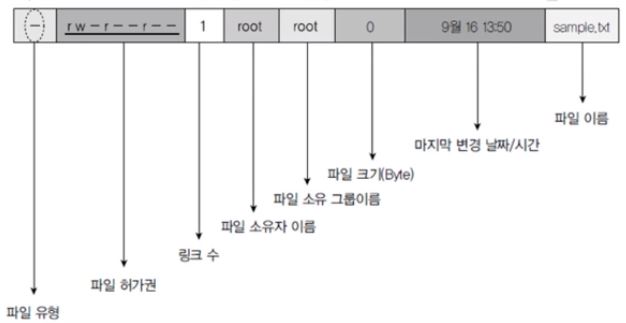 - rw-r--r-- 1 root root 0 9월 16 13:50 sample.txt
파일 이름
마지막 변경 날짜/시간
파일 크기(Byte)
파일 소유 그룹이름
파일 소유자 이름
링크 수
파일 허가권
파일 유형